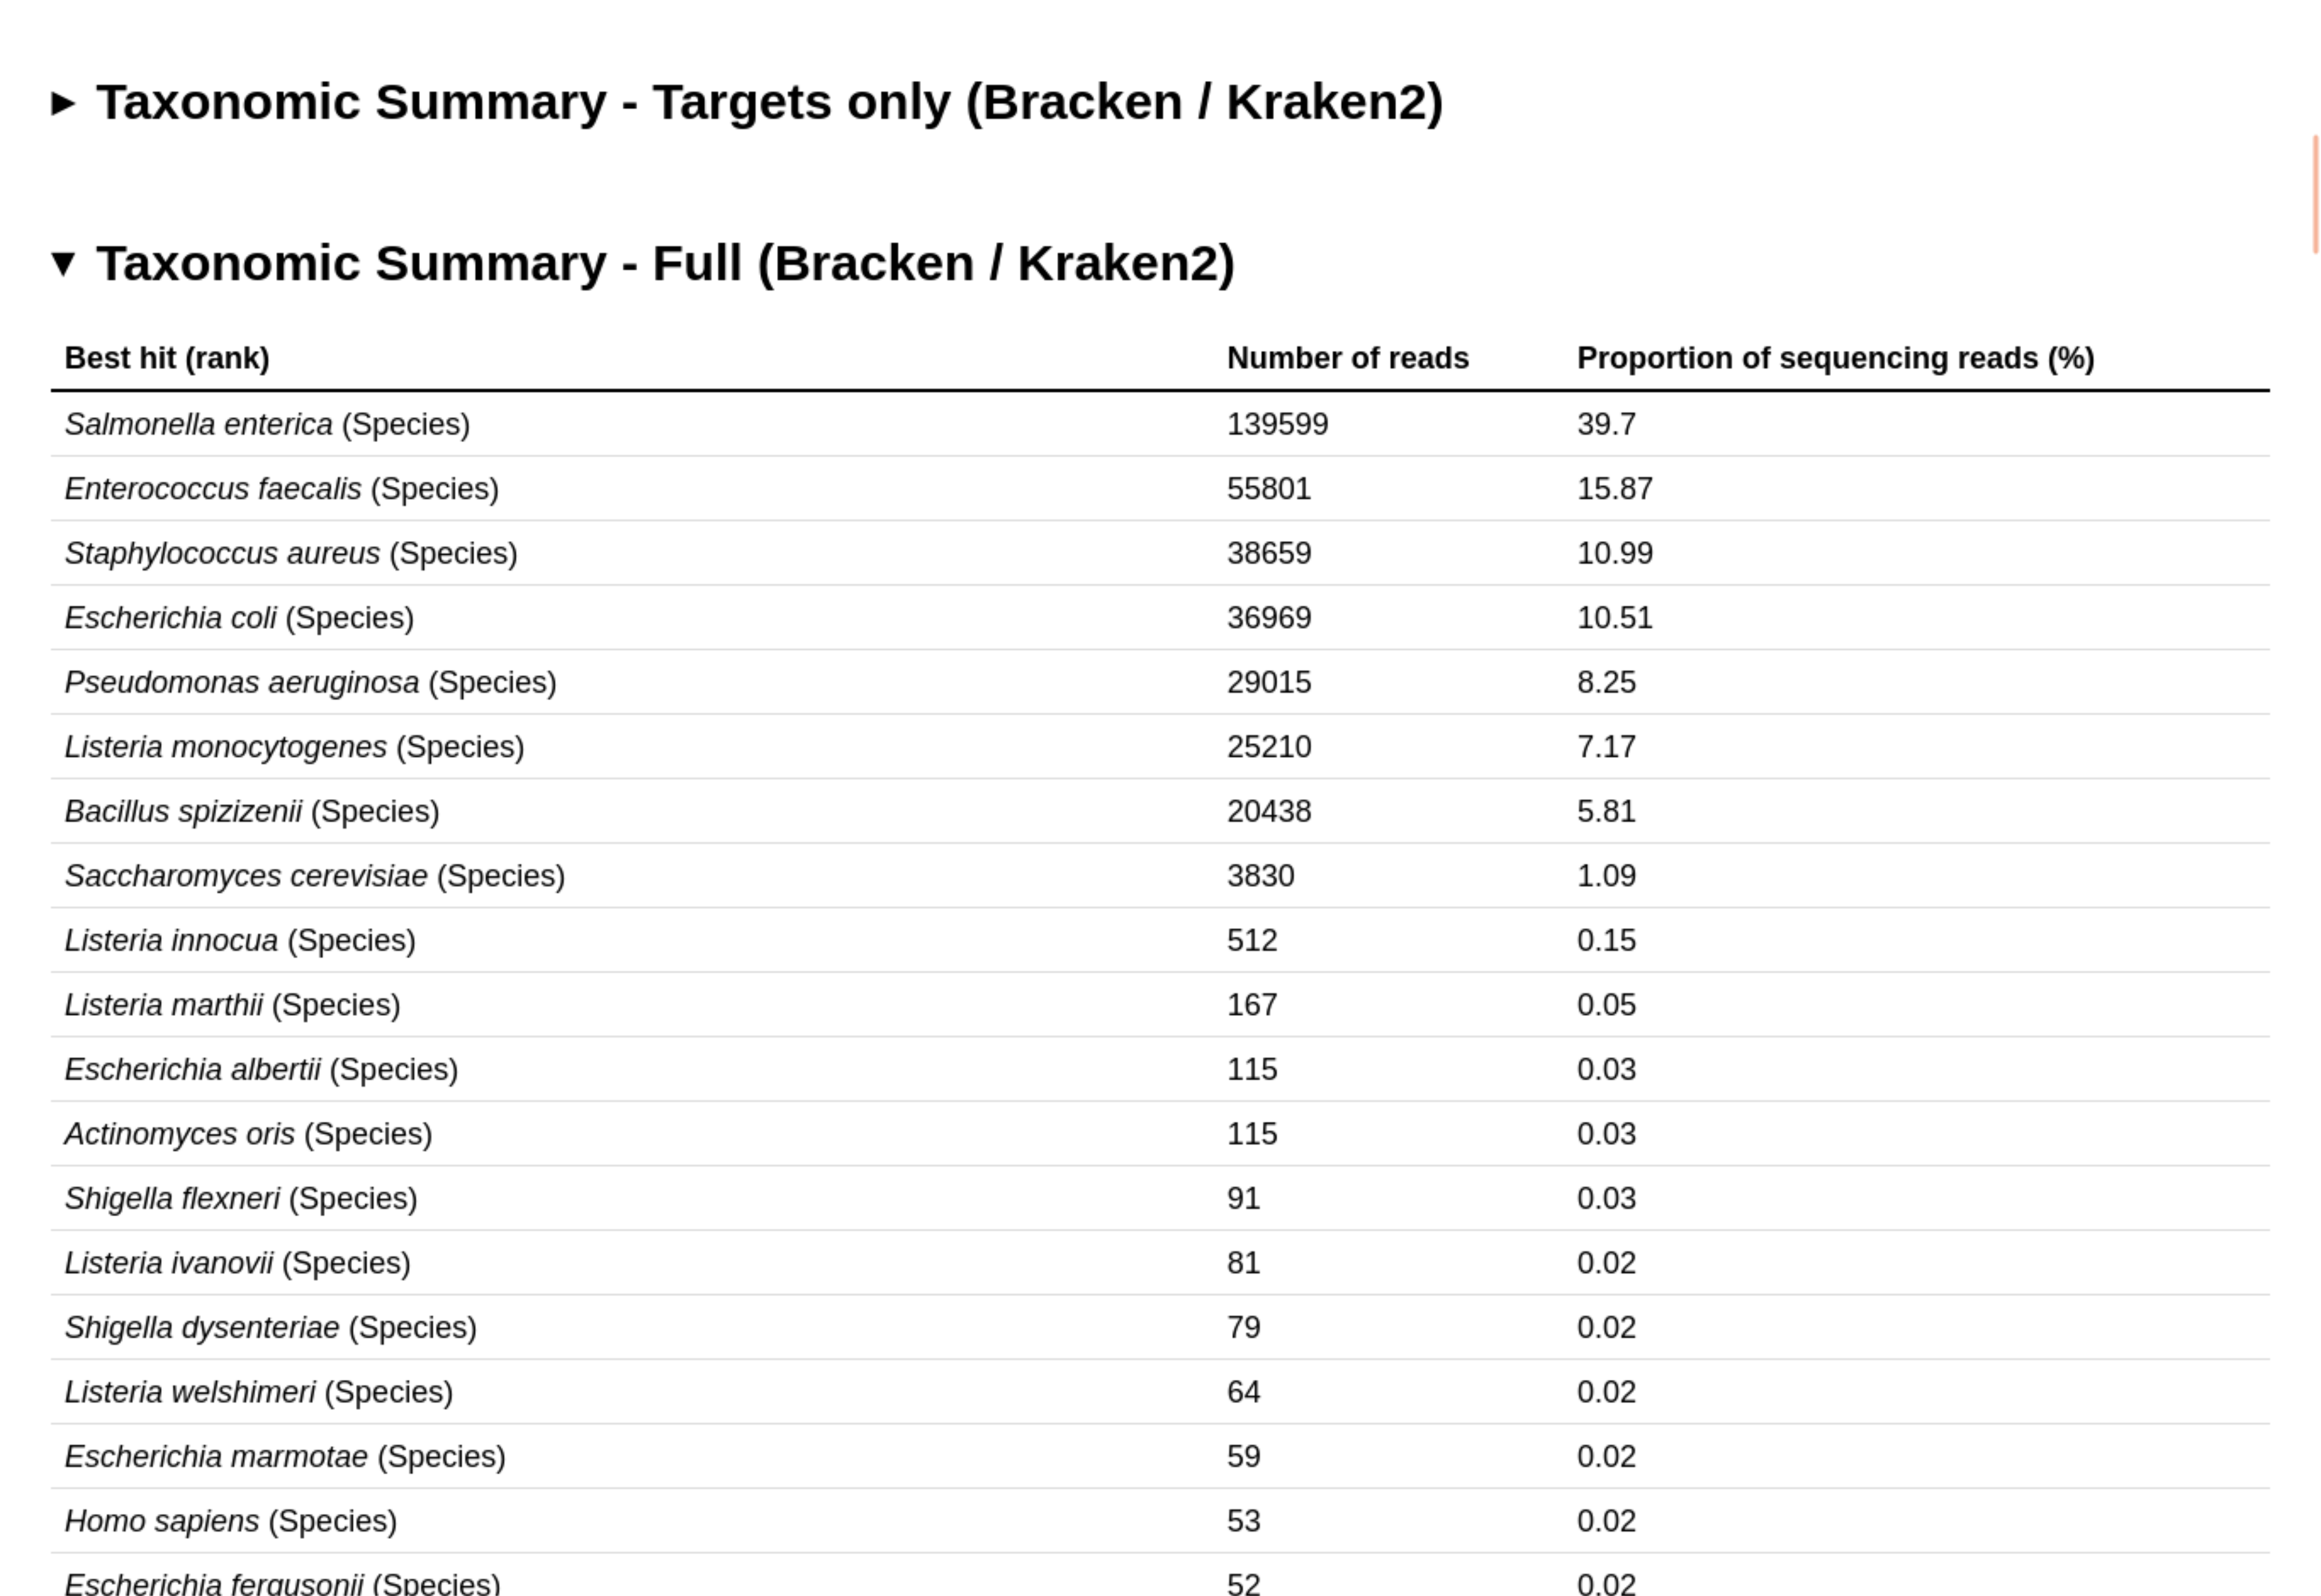 ▸ Taxonomic Summary - Targets only (Bracken / Kraken2)
▾ Taxonomic Summary - Full (Bracken / Kraken2)
Best hit (rank) Number of reads Proportion of sequencing reads (%)
Salmonella enterica (Species) 139599 39.7
Enterococcus faecalis (Species) 55801 15.87
Staphylococcus aureus (Species) 38659 10.99
Escherichia coli (Species) 36969 10.51
Pseudomonas aeruginosa (Species) 29015 8.25
Listeria monocytogenes (Species) 25210 7.17
Bacillus spizizenii (Species) 20438 5.81
Saccharomyces cerevisiae (Species) 3830 1.09
Listeria innocua (Species) 512 0.15
Listeria marthii (Species) 167 0.05
Escherichia albertii (Species) 115 0.03
Actinomyces oris (Species) 115 0.03
Shigella flexneri (Species) 91 0.03
Listeria ivanovii (Species) 81 0.02
Shigella dysenteriae (Species) 79 0.02
Listeria welshimeri (Species) 64 0.02
Escherichia marmotae (Species) 59 0.02
Homo sapiens (Species) 53 0.02
Escherichia fergusonii (Species) 52 0.02